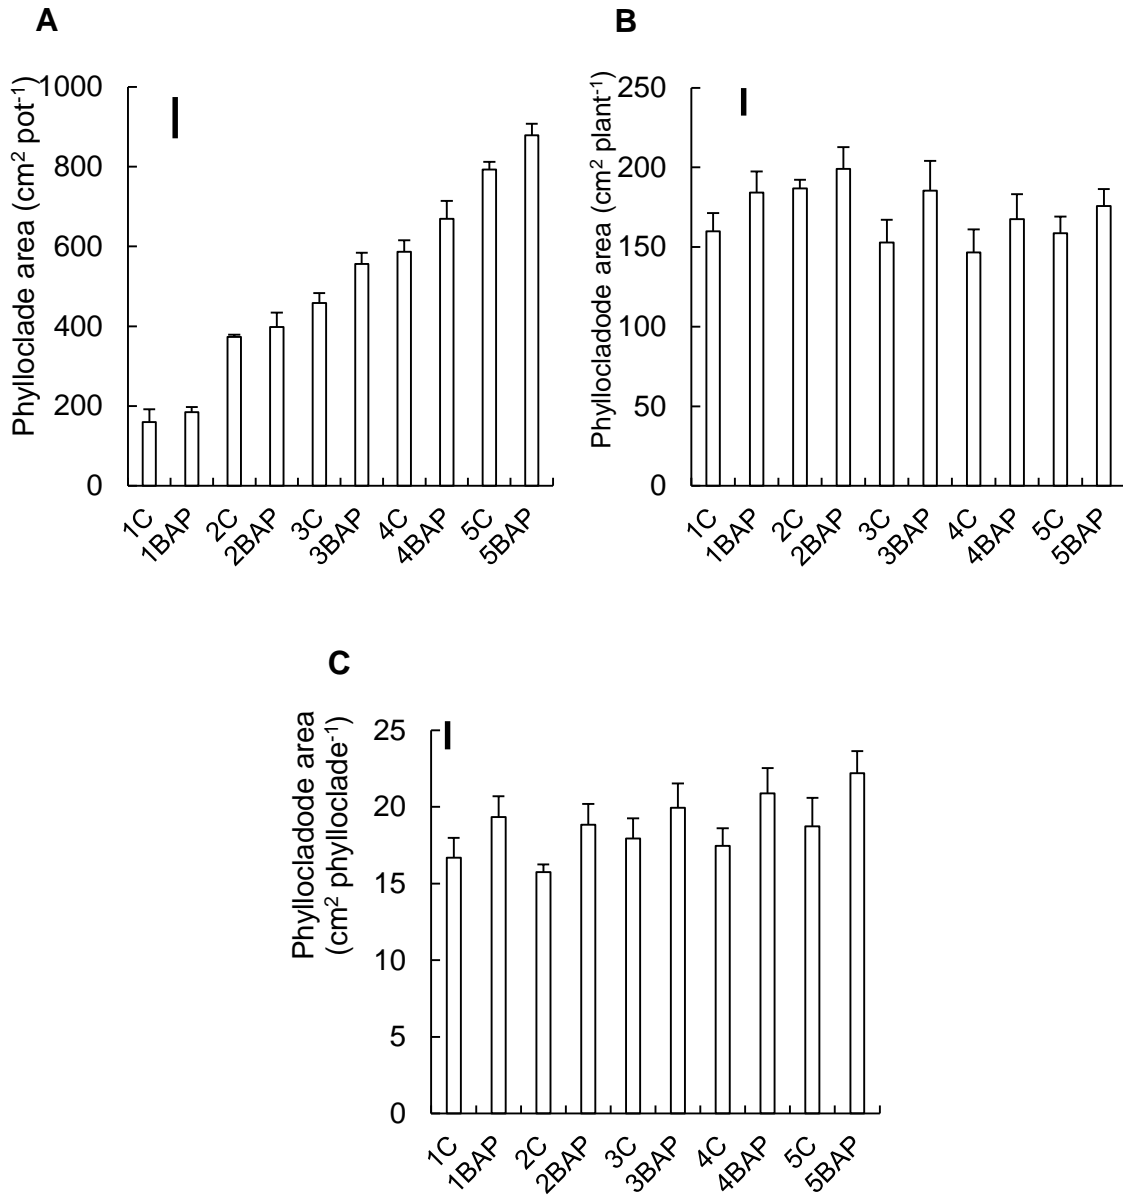 A
Phylloclade area (cm² pot⁻¹)
1000
800
600
400
200
0
1C
1BAP
2C
2BAP
3C
3BAP
4C
4BAP
5C
5BAP
B
Phyllocladode area (cm² plant⁻¹)
250
200
150
100
50
0
1C
1BAP
2C
2BAP
3C
3BAP
4C
4BAP
5C
5BAP
C
Phyllocladode area
(cm² phylloclade⁻¹)
25
20
15
10
5
0
1C
1BAP
2C
2BAP
3C
3BAP
4C
4BAP
5C
5BAP